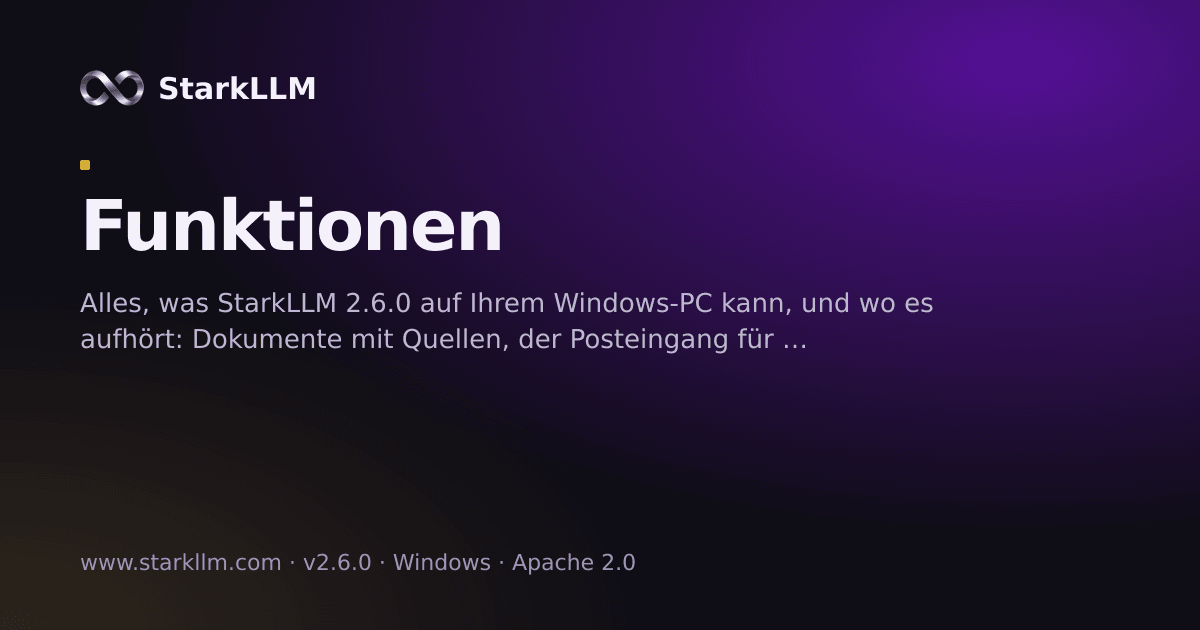 StarkLLM
Funktionen
Alles, was StarkLLM 2.6.0 auf Ihrem Windows-PC kann, und wo es
aufhört: Dokumente mit Quellen, der Posteingang für …
www.starkllm.com · v2.6.0 · Windows · Apache 2.0